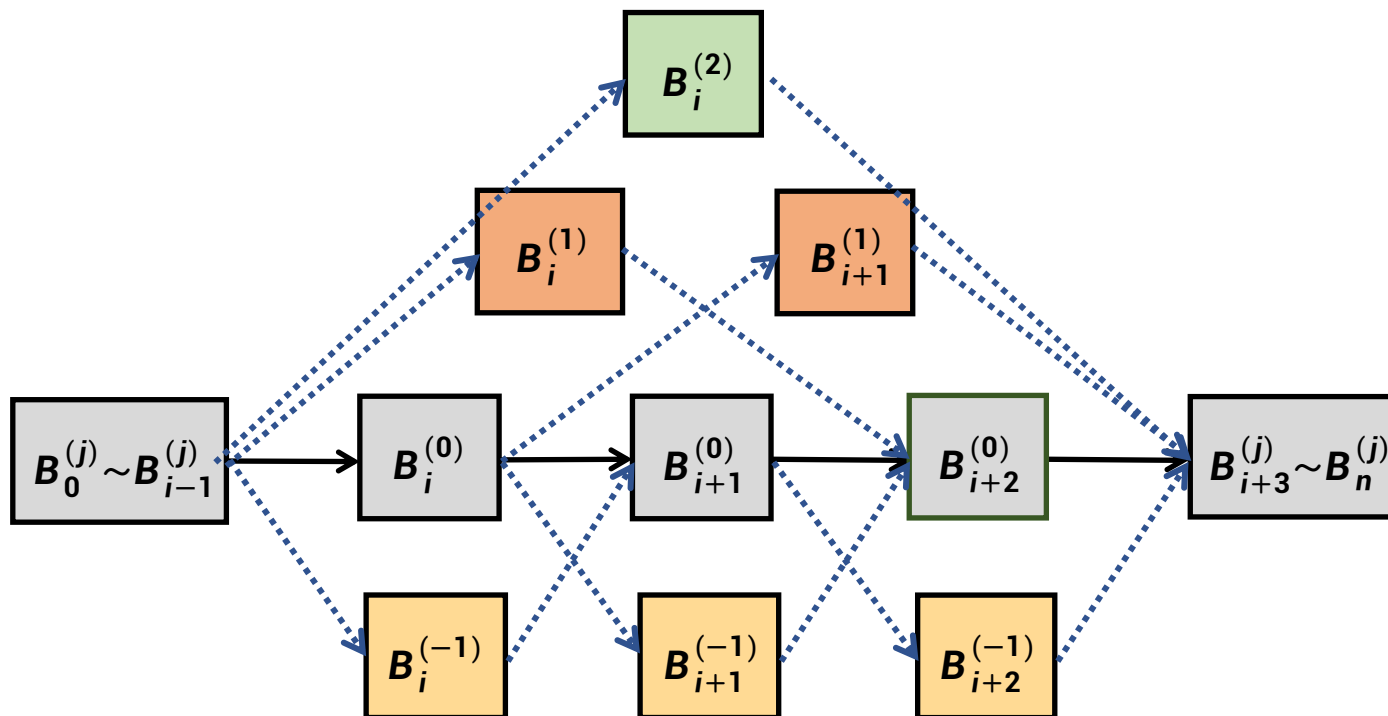 B_i^{(2)}
B_i^{(1)} B_{i+1}^{(1)}
B_0^{(j)} ~ B_{i−1}^{(j)} B_i^{(0)} B_{i+1}^{(0)} B_{i+2}^{(0)} B_{i+3}^{(j)} ~ B_n^{(j)}
B_i^{(−1)} B_{i+1}^{(−1)} B_{i+2}^{(−1)}